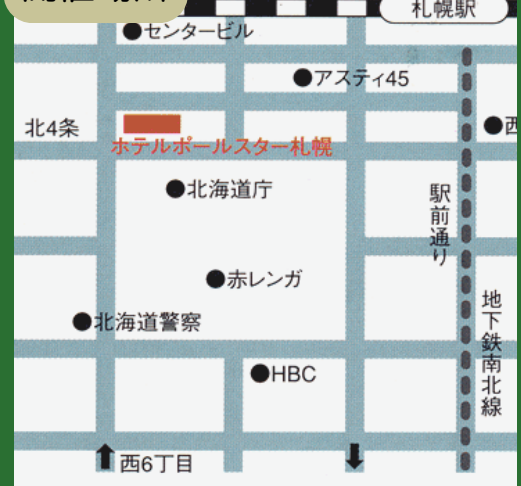 札幌駅
センタービル
アスティ45
北4条
西
ホテルポールスター札幌
北海道庁
駅前通り
赤レンガ
地下鉄南北線
北海道警察
HBC
西6丁目